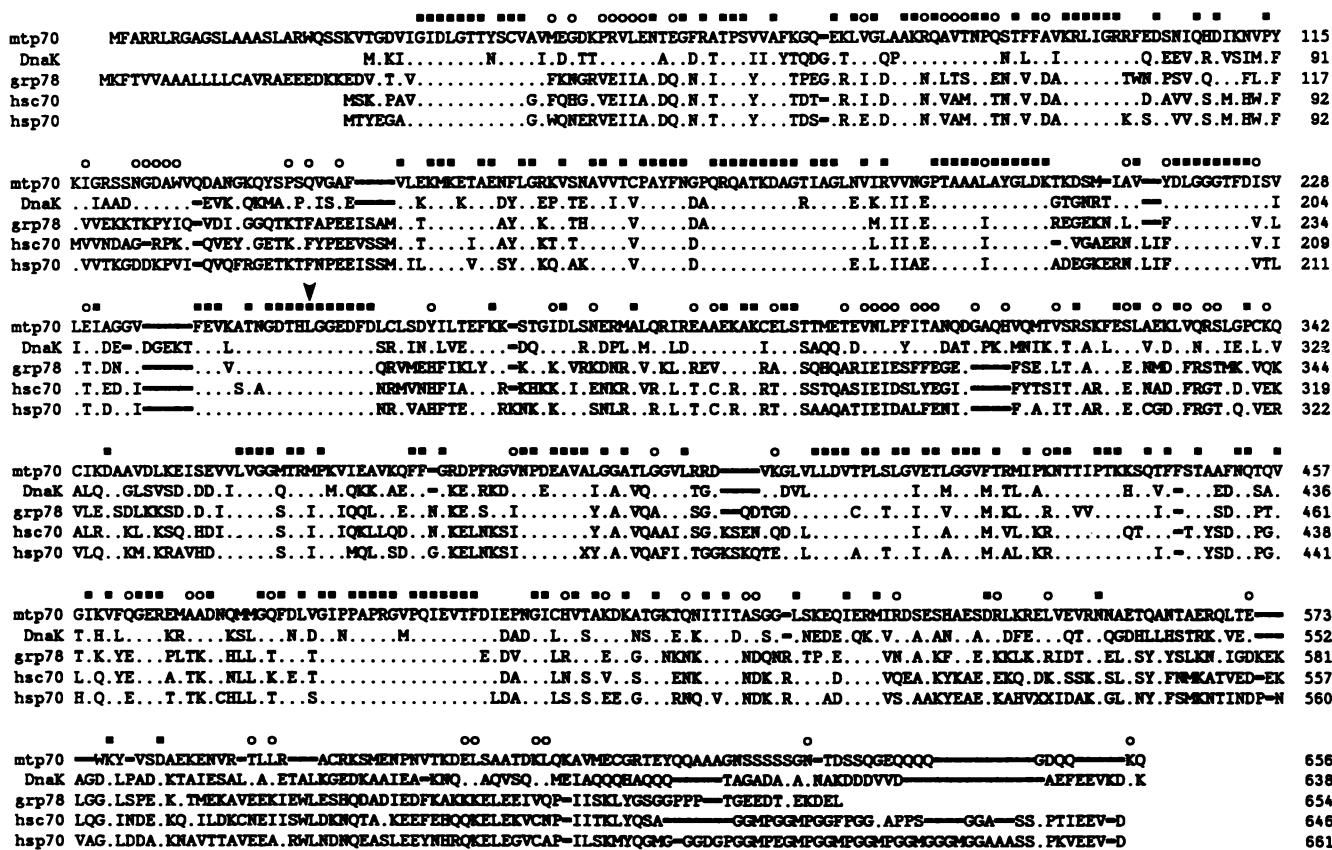 mtp70 MFARRLRGAGSLAAASLARWQSSKVTGDVIGIDLGTTYSCVAVMEGDKPRVLENTEGFRATPSVVAFKGQ-EKLVGLAAKRQAVTNPQSTFFAVKRLIGRRFEDSNIQHDIKNVPY 115
DnaK M.KI.........N....I.D.TT...A..D.T..II.YTQDG.T...QP........N.L..I.........Q.EEV.R.VSIM.F 91
grp78 MKFTVVAAALLLLCAVRAEEEDKKEDV.T.V.............FKNGRVEIIA.DQ.N.T...Y...TPEG.R.I.D...N.LTS..EN.V.DA......TWN.PSV.Q...FL.F 117
hsc70 MSK.PAV...........G.FQHG.VEIIA.DQ.N.T...Y...TDT-.R.I.D...N.VAM...TN.V.DA........D.AVV.S.M.HW.F 92
hsp70 MTYEGA............G.WQNERVEIIA.DQ.N.T...Y...TDS-.R.E.D...N.VAM...TN.V.DA......K.S..VV.S.M.HW.F 92
mtp70 KIGRSSNGDAWVQDANGKQYSPSQVGAF----VLEKMKETAENFLGRKVSNAVVTCPAYFNGPQRQATKDAGTIAGLNVIRVVNGPTAAALAYGLDKTKDSM-IAV--YDLGGGTFDISV 228
DnaK ..IAAD.....-EVK.QKMA.P.IS.E----...K...K....DY..EP.TE...I.V......DA........R...E.K.II.E...........GTGNRT.....--........I 204
grp78 .VVEKKTKPYIQ-VDI.GGQTKTFAPEEISAM..T.......AY..K.TH....V......DA.............M.II.E.....I......REGEKN.L..--F.......V.L 234
hsc70 MVVNDAG-RPK.-QVEY.GETK.FYPEEVSSM..T....I..AY.KT.T.....V......D..............II.E.....I......-.VGAERN.LIF.......V.I 209
hsp70 .VVTKGDDKPVI-QVQFRGETKTFNPEEISSM.IL....V..SY..KQ.AK...V......D............E.L.IIAE....I......ADEGKERN.LIF.......VTL 211
mtp70 LEIAGGV-----FEVKATNGDTHLGGEDFDLCLSDYILTEFKK-STGIDLSNERMALQRIREAAEKAKCELSTTMETEVNLPFITANQDGAQHVQMTVSRSKFESLAEKLVQRSLGPCKQ 342
DnaK I..DE-.DGEKT...L..............SR.IN.LVE....-DQ...R.DPL.M..LD......I...SAQQ.D....Y...DAT.PK.MNIK.T.A.L....V.D..N..IE.L.V 322
grp78 .T.DN..-----...V..............QRVMEHFIKLY..-K..K.VRKDNR.V.KL.REV....RA...SQHQARIEIESFFEGE.----FSE.LT.A...E.NMD.FRSTMK.VQK 344
hsc70 .T.ED.I-----...S.A............NRMVNHFIA..R-KHKK..I.ENKR.VR.L.T.C.R..RT...SSTQASIEIDSLYEGI.----FYTSIT.AR..E.NAD.FRGT.D.VEK 319
hsp70 .T.D..I-----..................NR.VAHFTE...RKNK.K...SNLR..R.L.T.C.R..RT...SAAQATIEIDALFENI.----F.A.IT.AR..E.CGD.FRGT.Q.VER 322
mtp70 CIKDAAVDLKEISEVVLVGGMTRMPKVIEAVKQFF-GRDPFRGVNPDEAVALGGATLGGVLRRD----VKGLVLLDVTPLSLGVETLGGVFTRMIPKNTTIPTKKSQTFFSTAAFNQTQV 457
DnaK ALQ..GLSVSD.DD.I....Q....M.QKK.AE..-.KE.RKD...E....I.A.VQ...TG.----..DVL.........I..M...M.TL.A......H..V.-...ED..SA. 436
grp78 VLE.SDLKKSD.D.I.....S..I..IQQL..E..N.KE.S.I........Y.A.VQA...SG.--QDTGD.....C..T.I..V...M.KL..R..VV...I..-...SD..PT. 461
hsc70 ALR..KL.KSQ.HDI.....S..I..IQKLLQD..N.KELNKSI.......Y.A.VQAAI.SG.KSEN.QD.L......I..A...M.VL.KR......QT...-T.YSD..PG. 438
hsp70 VLQ..KM.KRAVHD......S..I...MQL.SD..G.KELNKSI......XY.A.VQAFI.TGGKSKQTE..L...A..T.I..A...M.AL.KR.......I..-T.YSD..PG. 441
mtp70 GIKVFQGEREMAADNQMMGQFDLVGIPPAPRGVPQIEVTFDIEPNGICHVTAKDKATGKTQNITITASGG-LSKEQIERMIRDSESHAESDRLKRELVEVRNNAETQANTAERQLTE--- 573
DnaK T.H.L....KR...KSL..N.D..N....M.........DAD..L..S...NS..E.K...D..S.-NEDE.QK.V..A.AN..A..DFE...QT..QGDHLLHSTRK.VE.--- 552
grp78 T.K.YE...PLTK..HLL.T..T................E.DV...LR...E..G..NKNK....NDQNR.TP.E....VN.A.KF..E.KKLK.RIDT..EL.SY.YSLKN.IGDKEK 581
hsc70 L.Q.YE...A.TK..NLL.K.E.T................DA..LN.S.V..S...ENK....NDK.R......VQEA.KYKAE.EKQ.DK.SSK.SL.SY.FNMKATVED-EK 557
hsp70 H.Q..E...T.TK.CHLL.T...S................LDA..LS.S.EE.G...RNQ.V..NDK.R..AD....VS.AAKYEAE.KAHVXXIDAK.GL.NY.FSMKNTINDP-N 560
mtp70 -WKY-VSDAEKENVR-TLLR---ACRKSMENPNVTKDELSAATDKLQKAVMECGRTEYQQAAAGNSSSSSGN-TDSSQGEQQQQ---------GDQQ---KQ 656
DnaK AGD.LPAD.KTAIESAL.A.ETALKGEDKAAIEA-KNQ..AQVSQ..MEIAQQQHAQQQ-----TAGADA.A.NAKDDDVVD-----------AEFEEVKD.K 638
grp78 LGG.LSPE.K.TMEKAVEEKIEWLESHQDADIEDFKAKKKELEEIVQP-IISKLYGSGGPPP--TGEEDT.EKDEL 654
hsc70 LQG.INDE.KQ.ILDKCNEIISWLDKNQTA.KEEFEHQQKELEKVCNP-IITKLYQSA-------GGMPGGMPGGFPGG.APPS----GGA--SS.PTIEEV-D 646
hsp70 VAG.LDDA.KNAVTTAVEEA.RWLNDNQEASLEEYNHRQKELEGVCAP-ILSKMYQGMG---GGDGPGGMPEGMPGGMPGGMPGGMGGGMGGAAASS.PKVEEV-D 661